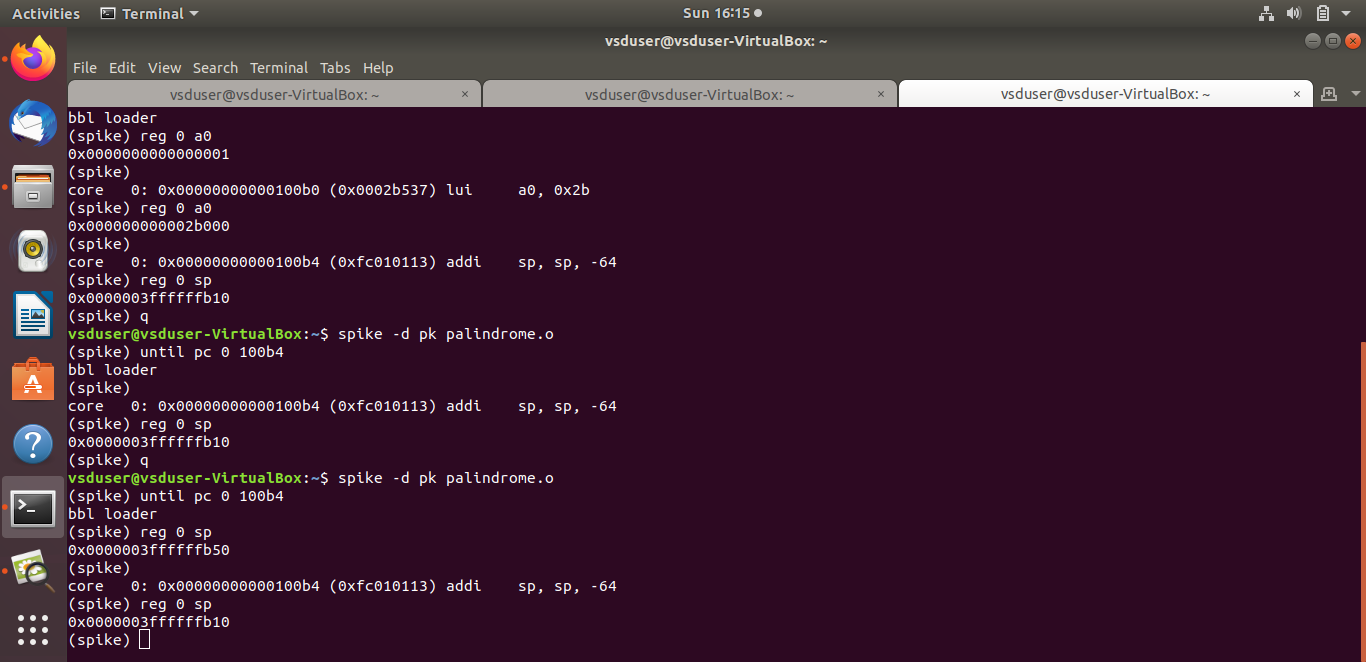 Activities Terminal Sun 16:15
vsduser@vsduser-VirtualBox: ~
File Edit View Search Terminal Tabs Help
vsduser@vsduser-VirtualBox: ~ × vsduser@vsduser-VirtualBox: ~ × vsduser@vsduser-VirtualBox: ~ ×
bbl loader
(spike) reg 0 a0
0x0000000000000001
(spike)
core   0: 0x00000000000100b0 (0x0002b537) lui     a0, 0x2b
(spike) reg 0 a0
0x000000000002b000
(spike)
core   0: 0x00000000000100b4 (0xfc010113) addi    sp, sp, -64
(spike) reg 0 sp
0x0000003ffffffb10
(spike) q
vsduser@vsduser-VirtualBox:~$ spike -d pk palindrome.o
(spike) until pc 0 100b4
bbl loader
(spike)
core   0: 0x00000000000100b4 (0xfc010113) addi    sp, sp, -64
(spike) reg 0 sp
0x0000003ffffffb10
(spike) q
vsduser@vsduser-VirtualBox:~$ spike -d pk palindrome.o
(spike) until pc 0 100b4
bbl loader
(spike) reg 0 sp
0x0000003ffffffb50
(spike)
core   0: 0x00000000000100b4 (0xfc010113) addi    sp, sp, -64
(spike) reg 0 sp
0x0000003ffffffb10
(spike)